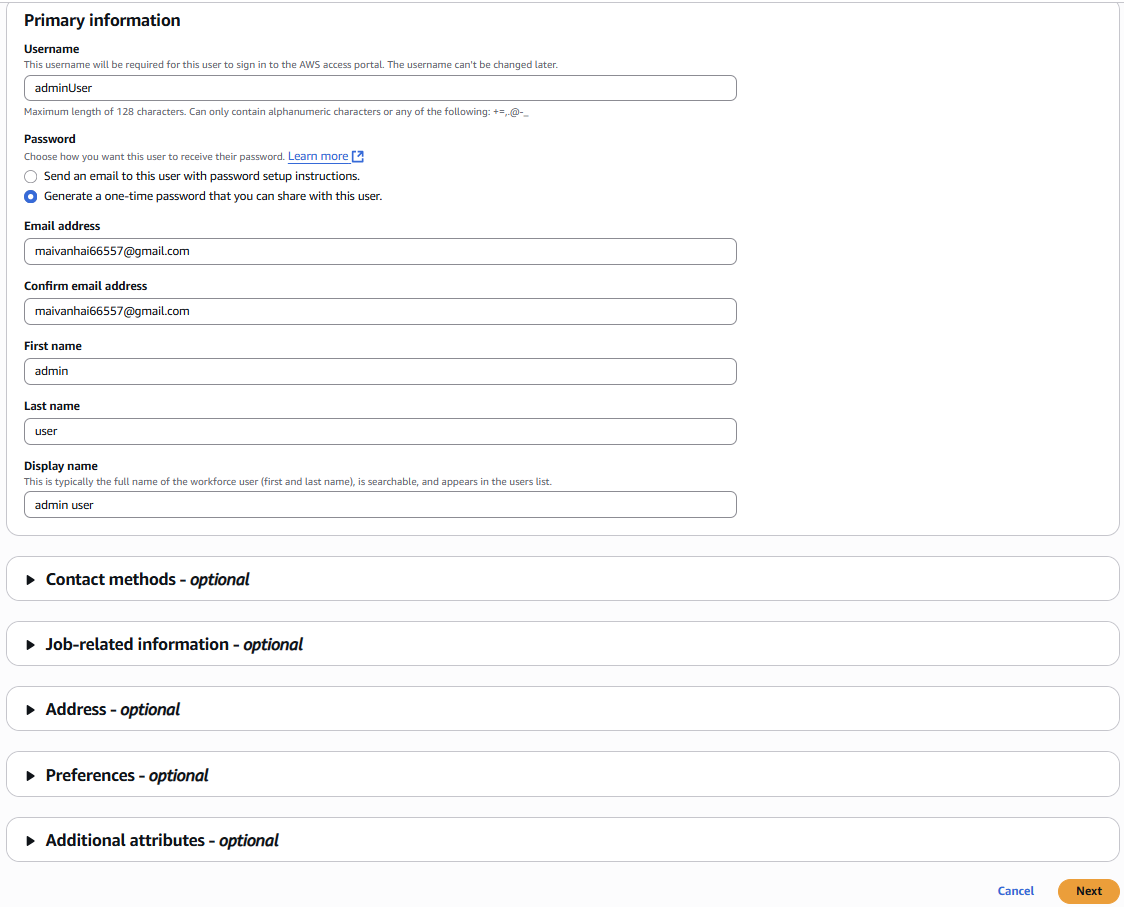 Primary information
Username
This username will be required for this user to sign in to the AWS access portal. The username can't be changed later.
adminUser
Maximum length of 128 characters. Can only contain alphanumeric characters or any of the following: +=,.@-_
Password
Choose how you want this user to receive their password. Learn more
Send an email to this user with password setup instructions.
Generate a one-time password that you can share with this user.
Email address
maivanhai66557@gmail.com
Confirm email address
maivanhai66557@gmail.com
First name
admin
Last name
user
Display name
This is typically the full name of the workforce user (first and last name), is searchable, and appears in the users list.
admin user
Contact methods - optional
Job-related information - optional
Address - optional
Preferences - optional
Additional attributes - optional
Cancel Next